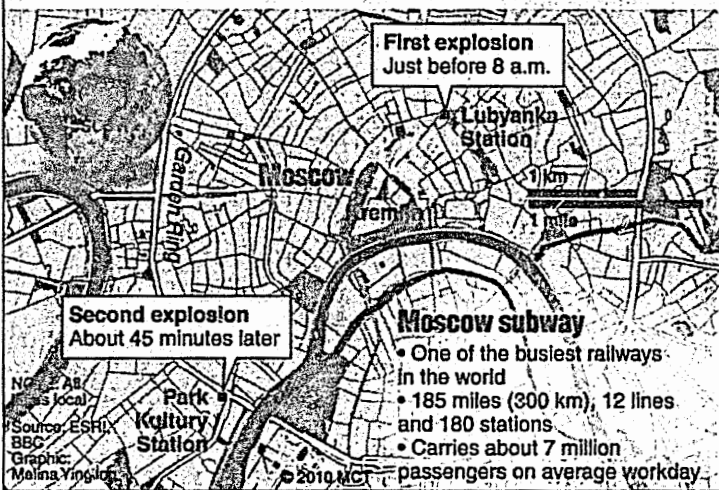 First explosion
Just before 8 a.m.
Lubyanka
Station
Garden Ring
Moscow
Kremlin
1 km
1 mile
Second explosion
About 45 minutes later
Park
Kultury
Station
Moscow subway
• One of the busiest railways
in the world
• 185 miles (300 km), 12 lines
and 180 stations
• Carries about 7 million
passengers on average workday
All
local
Source: ESRI,
BBC
Graphic:
Melina
© 2010 MCT